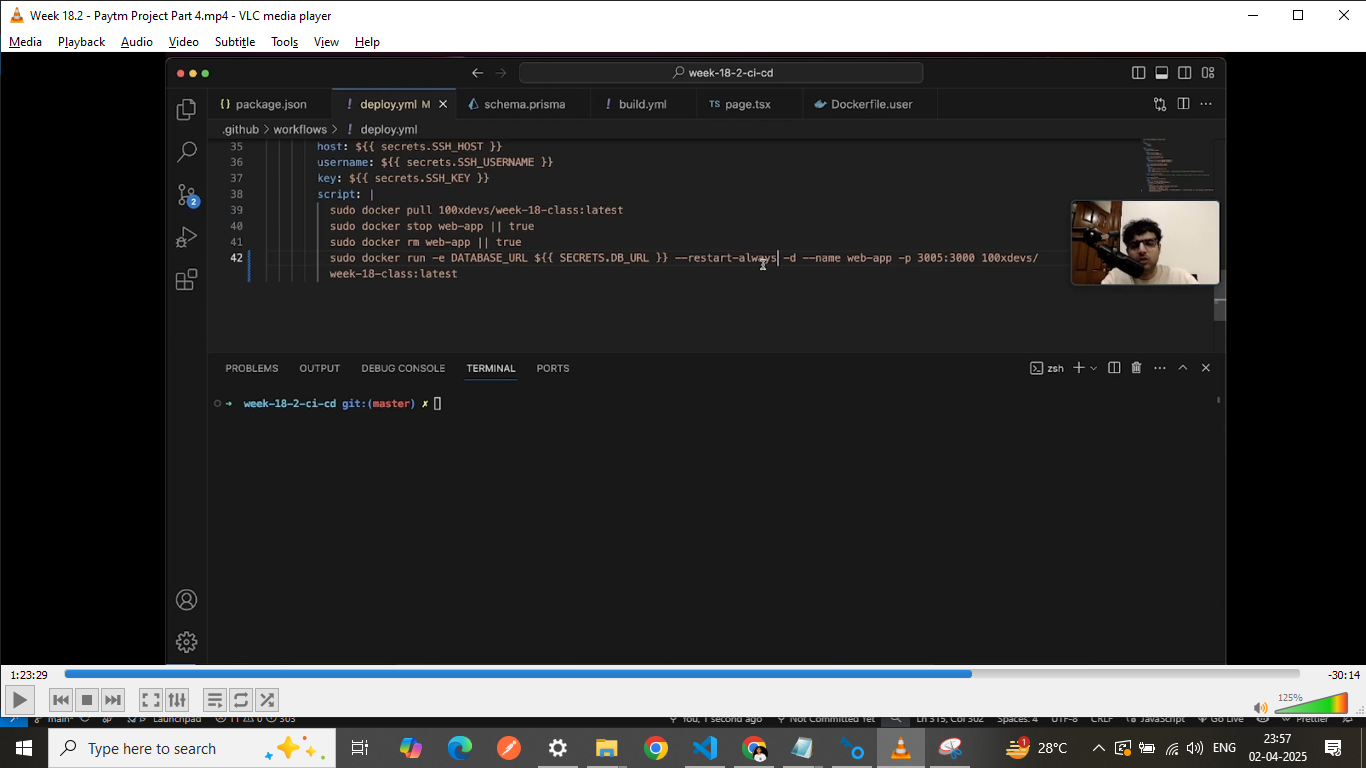 Week 18.2 - Paytm Project Part 4.mp4 - VLC media player
Media Playback Audio Video Subtitle Tools View Help
week-18-2-ci-cd
{} package.json ! deploy.yml M schema.prisma ! build.yml TS page.tsx Dockerfile.user
.github > workflows > ! deploy.yml
35 host: ${{ secrets.SSH_HOST }}
36 username: ${{ secrets.SSH_USERNAME }}
37 key: ${{ secrets.SSH_KEY }}
38 script: |
39 sudo docker pull 100xdevs/week-18-class:latest
40 sudo docker stop web-app || true
41 sudo docker rm web-app || true
42 sudo docker run -e DATABASE_URL ${{ SECRETS.DB_URL }} --restart-always -d --name web-app -p 3005:3000 100xdevs/
week-18-class:latest
2
PROBLEMS OUTPUT DEBUG CONSOLE TERMINAL PORTS zsh
week-18-2-ci-cd git:(master) ✗
1:23:29 -30:14
125%
main* Launchpad 11 0 303 You, 1 second ago Not Committed Yet Ln 315, Col 302 Spaces: 4 UTF-8 CRLF JavaScript Go Live Prettier
Type here to search 1 28°C ENG 23:57
02-04-2025